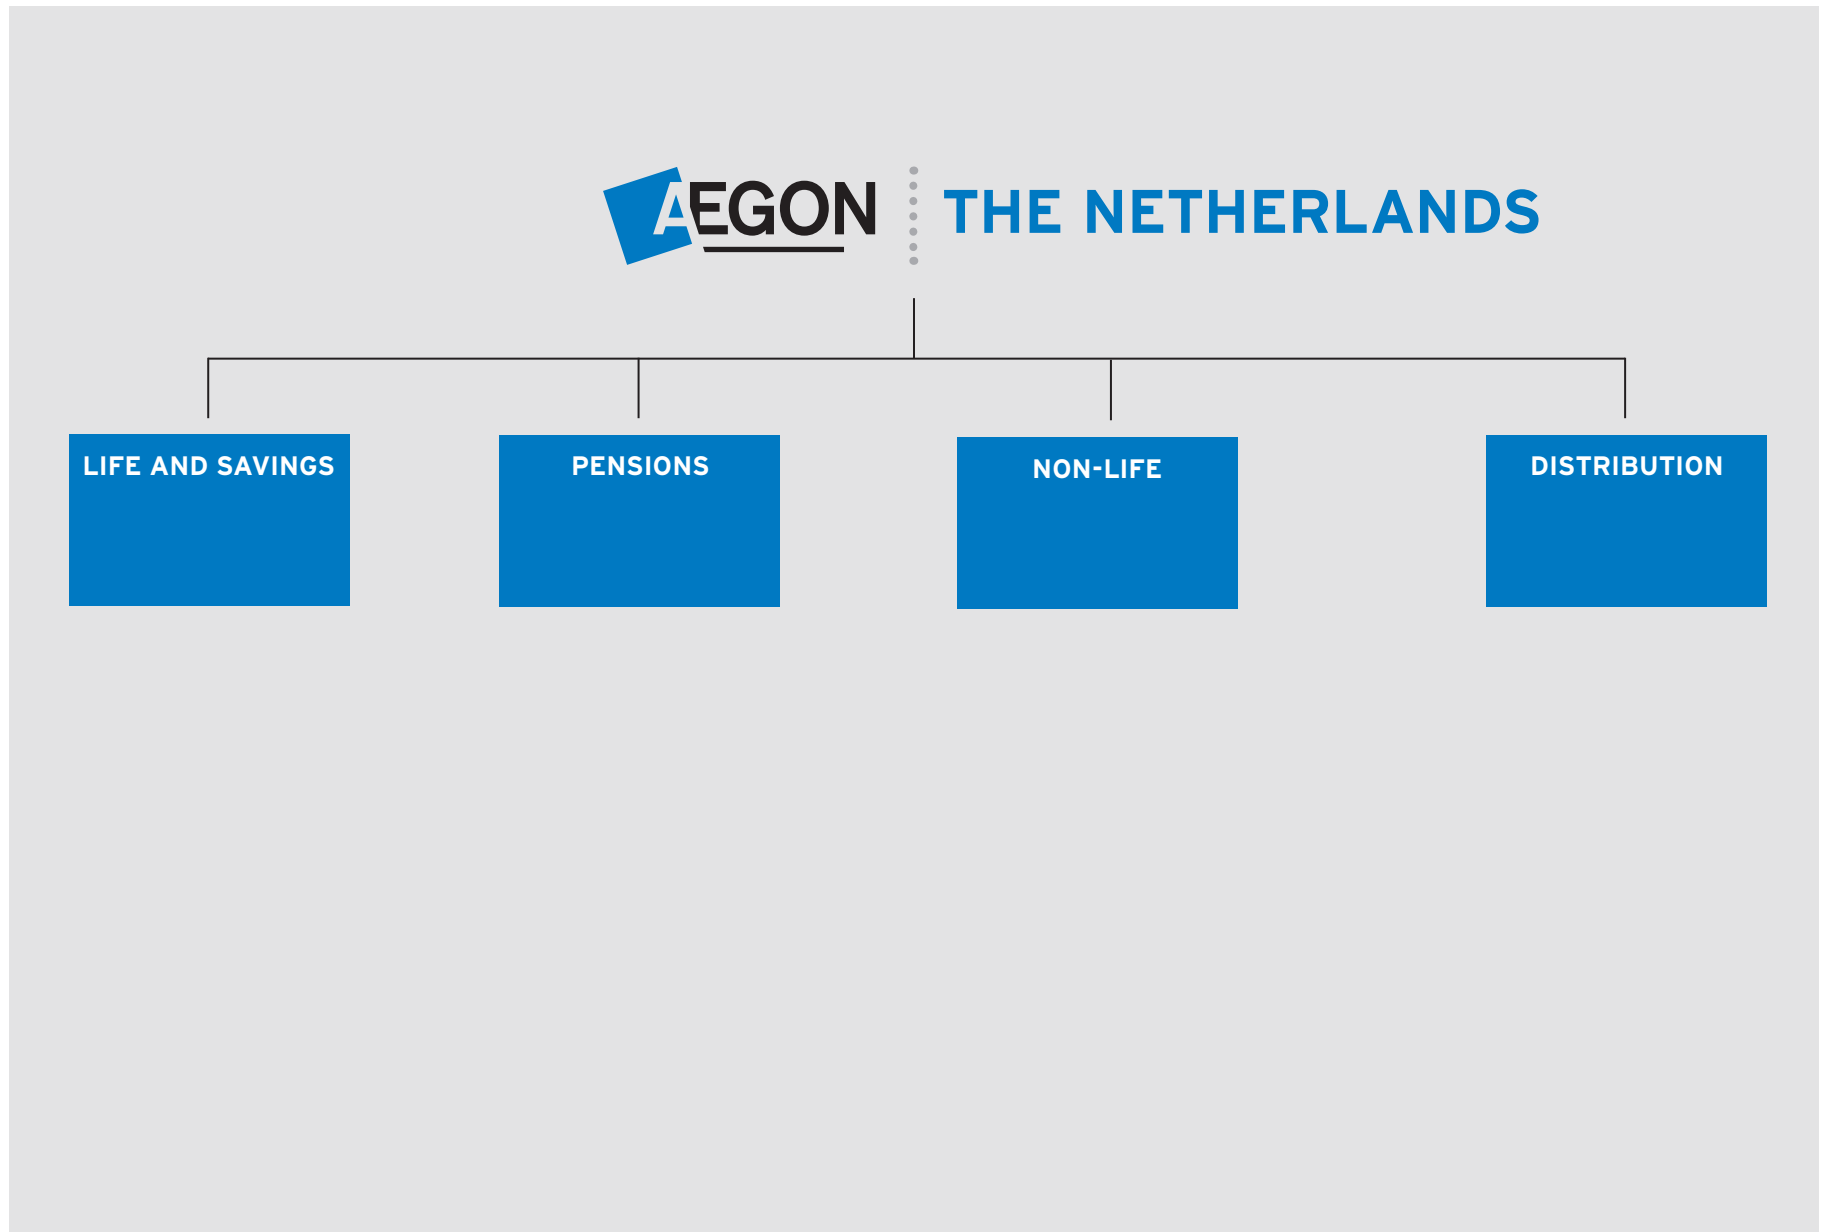 AEGON THE NETHERLANDS
LIFE AND SAVINGS
PENSIONS
NON-LIFE
DISTRIBUTION